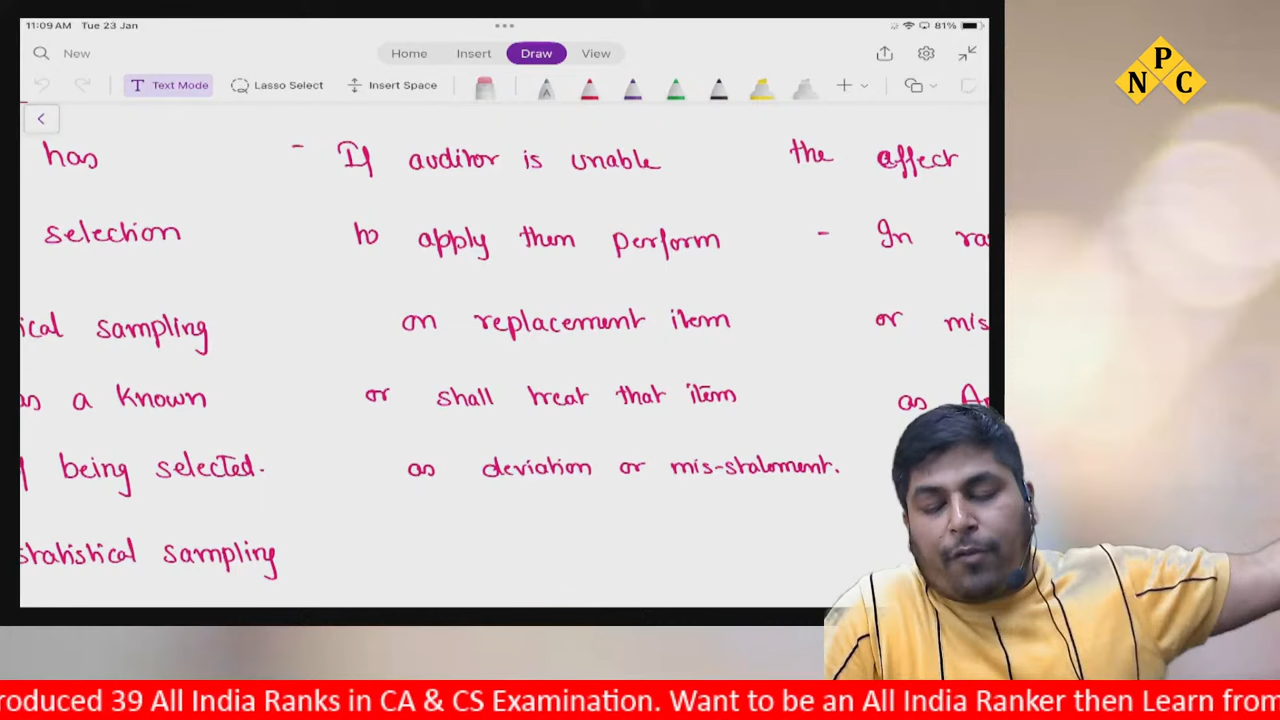 11:09 AM Tue 23 Jan
81%
New
Home Insert Draw View
Text Mode
Lasso Select
Insert Space
has
selection
ical sampling
as a known
being selected.
statistical sampling
- If auditor is unable
to apply them perform
on replacement item
or shall treat that item
as deviation or mis-statement.
the affect
- In ra
or mis
as
N P C
roduced 39 All India Ranks in CA & CS Examination. Want to be an All India Ranker then Learn from